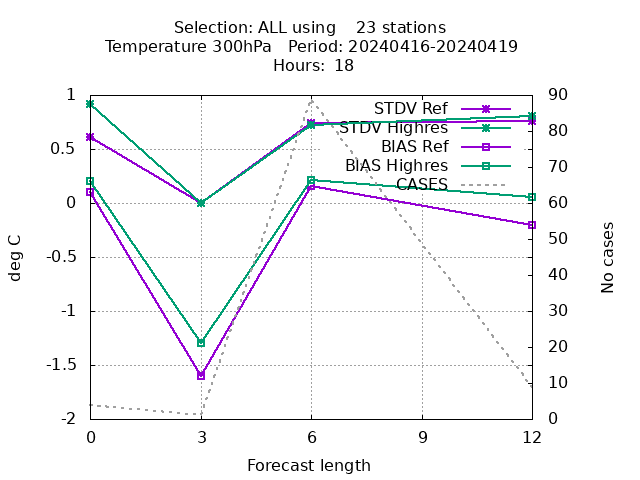 Selection: ALL using    23 stations
Temperature 300hPa   Period: 20240416-20240419
Hours:  18
STDV Ref
STDV Highres
BIAS Ref
BIAS Highres
CASES
1
0.5
0
-0.5
-1
-1.5
-2
90
80
70
60
50
40
30
20
10
0
deg C
No cases
0 3 6 9 12
Forecast length